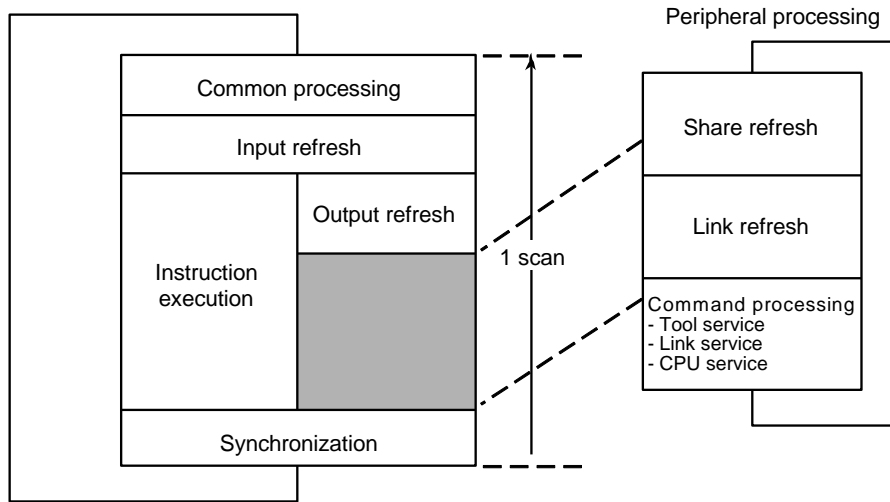 Peripheral processing
Common processing
Input refresh
Output refresh
Instruction
execution
Synchronization
1 scan
Share refresh
Link refresh
Command processing
- Tool service
- Link service
- CPU service